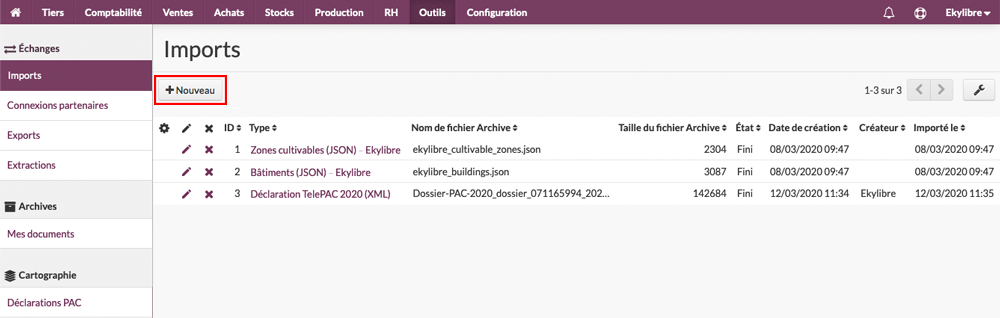 Tiers Comptabilité Ventes Achats Stocks Production RH Outils Configuration Ekylibre
Échanges
Imports
Connexions partenaires
Exports
Extractions
Archives
Mes documents
Cartographie
Déclarations PAC
Imports
Nouveau
1-3 sur 3
ID Type Nom de fichier Archive Taille du fichier Archive État Date de création Créateur Importé le
1 Zones cultivables (JSON) - Ekylibre ekylibre_cultivable_zones.json 2304 Fini 08/03/2020 09:47 08/03/2020 09:47
2 Bâtiments (JSON) - Ekylibre ekylibre_buildings.json 3087 Fini 08/03/2020 09:47 08/03/2020 09:47
3 Déclaration TelePAC 2020 (XML) Dossier-PAC-2020_dossier_071165994_202... 142684 Fini 12/03/2020 11:34 Ekylibre 12/03/2020 11:35